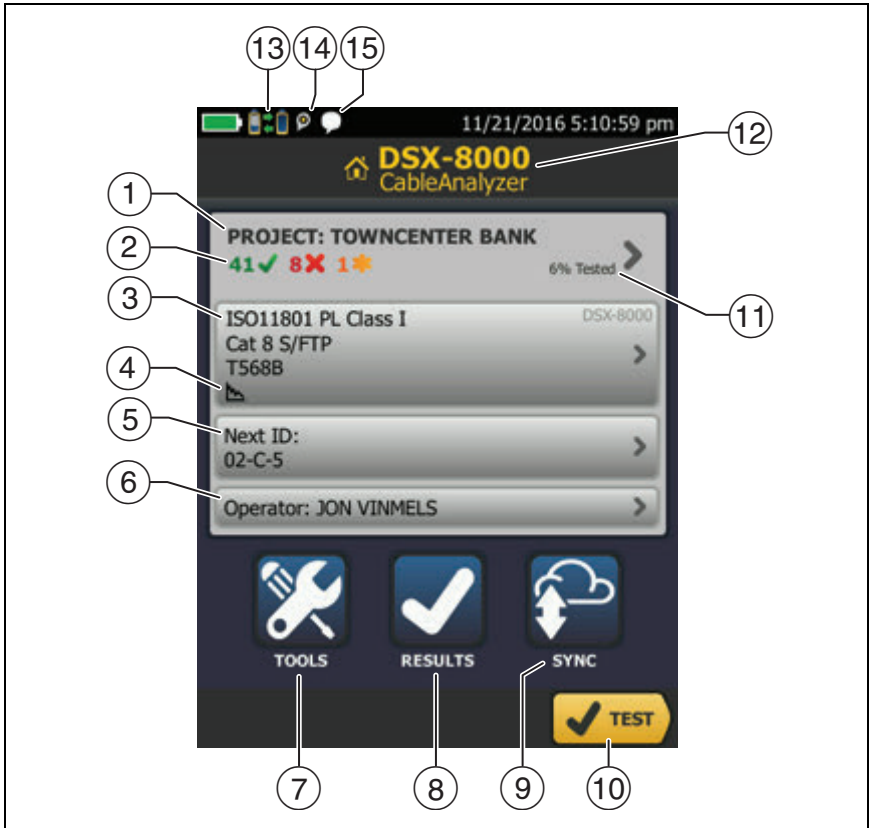 13 14 15
11/21/2016 5:10:59 pm
12
DSX-8000
CableAnalyzer
1
PROJECT: TOWNCENTER BANK
2
41 8 1
6% Tested
11
3
ISO11801 PL Class I
DSX-8000
Cat 8 S/FTP
T568B
4
5
Next ID:
02-C-5
6
Operator: JON VINMELS
TOOLS RESULTS SYNC
TEST
7 8 9 10